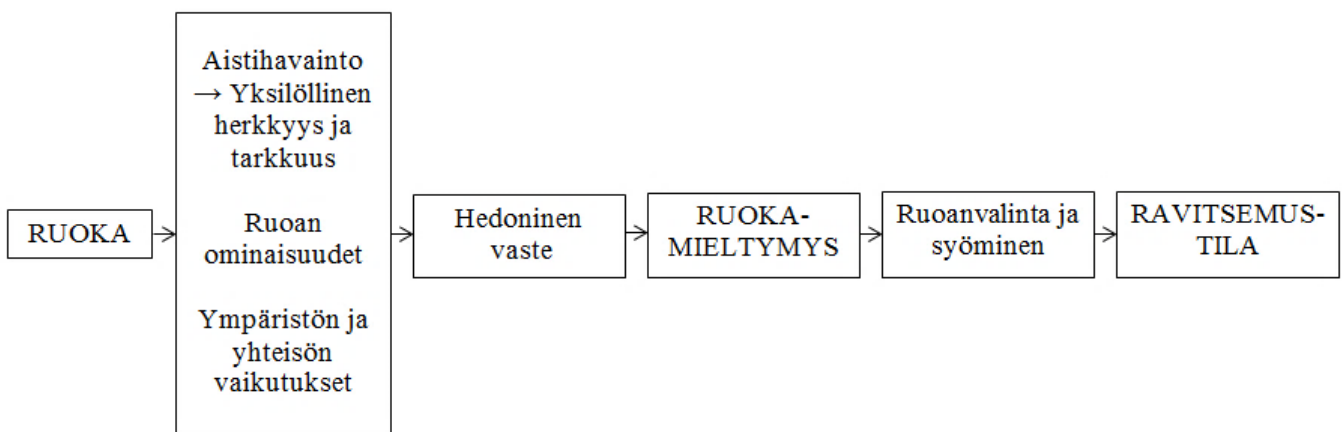 RUOKA
Aistihavainto
→ Yksilöllinen
herkkyys ja
tarkkuus
Ruoan
ominaisuudet
Ympäristön ja
yhteisön
vaikutukset
Hedoninen
vaste
RUOKA-
MIELTYMYS
Ruoanvalinta ja
syöminen
RAVITSEMUS-
TILA